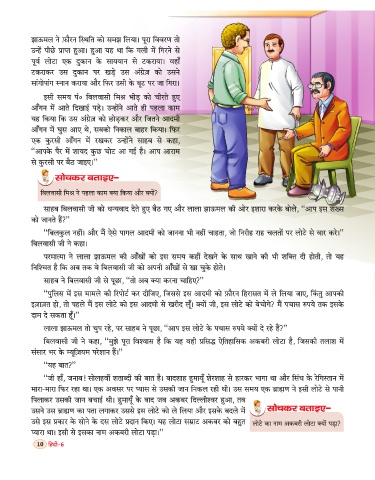 झाऊमल ने फ़ौरन स्थिति को समझ लिया। पूरा विवरण तो
उन्हें पीछे प्राप्त हुआ। हुआ यह था कि गली में गिरने से
पूर्व लोटा एक दुकान के सायबान से टकराया। वहाँ
टकराकर उस दुकान पर खड़े उस अंग्रेज़ को उसने
सांगोपांग स्नान कराया और फिर उसी के बूट पर जा गिरा।
इसी समय पं० बिलवासी मिश्र भीड़ को चीरते हुए
आँगन में आते दिखाई पड़े। उन्होंने आते ही पहला काम
यह किया कि उस अंग्रेज़ को छोड़कर और जितने आदमी
आँगन में घुस आए थे, सबको निकाल बाहर किया। फिर
एक कुरसी आँगन में रखकर उन्होंने साहब से कहा,
"आपके पैर में शायद कुछ चोट आ गई है। आप आराम
से कुरसी पर बैठ जाइए।"
सोचकर बताइए–
बिलवासी मिश्र ने पहला काम क्या किया और क्यों?
साहब बिलवासी जी को धन्यवाद देते हुए बैठ गए और लाला झाऊमल की ओर इशारा करके बोले, "आप इस शख्स
को जानते हैं?"
"बिलकुल नहीं। और मैं ऐसे पागल आदमी को जानना भी नहीं चाहता, जो निरीह राह चलतों पर लोटे से वार करे।"
बिलवासी जी ने कहा।
परमात्मा ने लाला झाऊमल की आँखों को इस समय कहीं देखने के साथ खाने की भी शक्ति दी होती, तो यह
निश्चित है कि अब तक वे बिलवासी जी को अपनी आँखों से खा चुके होते।
साहब ने बिलवासी जी से पूछा, "तो अब क्या करना चाहिए?"
"पुलिस में इस मामले की रिपोर्ट कर दीजिए, जिससे इस आदमी को फ़ौरन हिरासत में ले लिया जाए, किंतु आपकी
इजाज़त हो, तो पहले मैं इस लोटे को इस आदमी से खरीद लूँ। क्यों जी, इस लोटे को बेचोगे? मैं पचास रुपये तक इसके
दाम दे सकता हूँ।"
लाला झाऊमल तो चुप रहे, पर साहब ने पूछा, "आप इस लोटे के पचास रुपये क्यों दे रहे हैं?"
बिलवासी जी ने कहा, "मुझे पूरा विश्वास है कि यह वही प्रसिद्ध ऐतिहासिक अकबरी लोटा है, जिसकी तलाश में
संसार भर के म्यूज़ियम परेशान हैं।"
"यह बात?"
"जी हाँ, जनाब! सोलहवीं शताब्दी की बात है। बादशाह हुमायूँ शेरशाह से हारकर भागा था और सिंध के रेगिस्तान में
मारा-मारा फिर रहा था। एक अवसर पर प्यास से उसकी जान निकल रही थी। उस समय एक ब्राह्मण ने इसी लोटे से पानी
पिलाकर उसकी जान बचाई थी। हुमायूँ के बाद जब अकबर दिल्लीश्वर हुआ, तब
उसने उस ब्राह्मण का पता लगाकर उससे इस लोटे को ले लिया और इसके बदले में
उसे इस प्रकार के सोने के दस लोटे प्रदान किए। यह लोटा सम्राट अकबर को बहुत
प्यारा था। इसी से इसका नाम अकबरी लोटा पड़ा।"
सोचकर बताइए–
लोटे का नाम अकबरी लोटा क्यों पड़ा?
10 हिन्दी-6